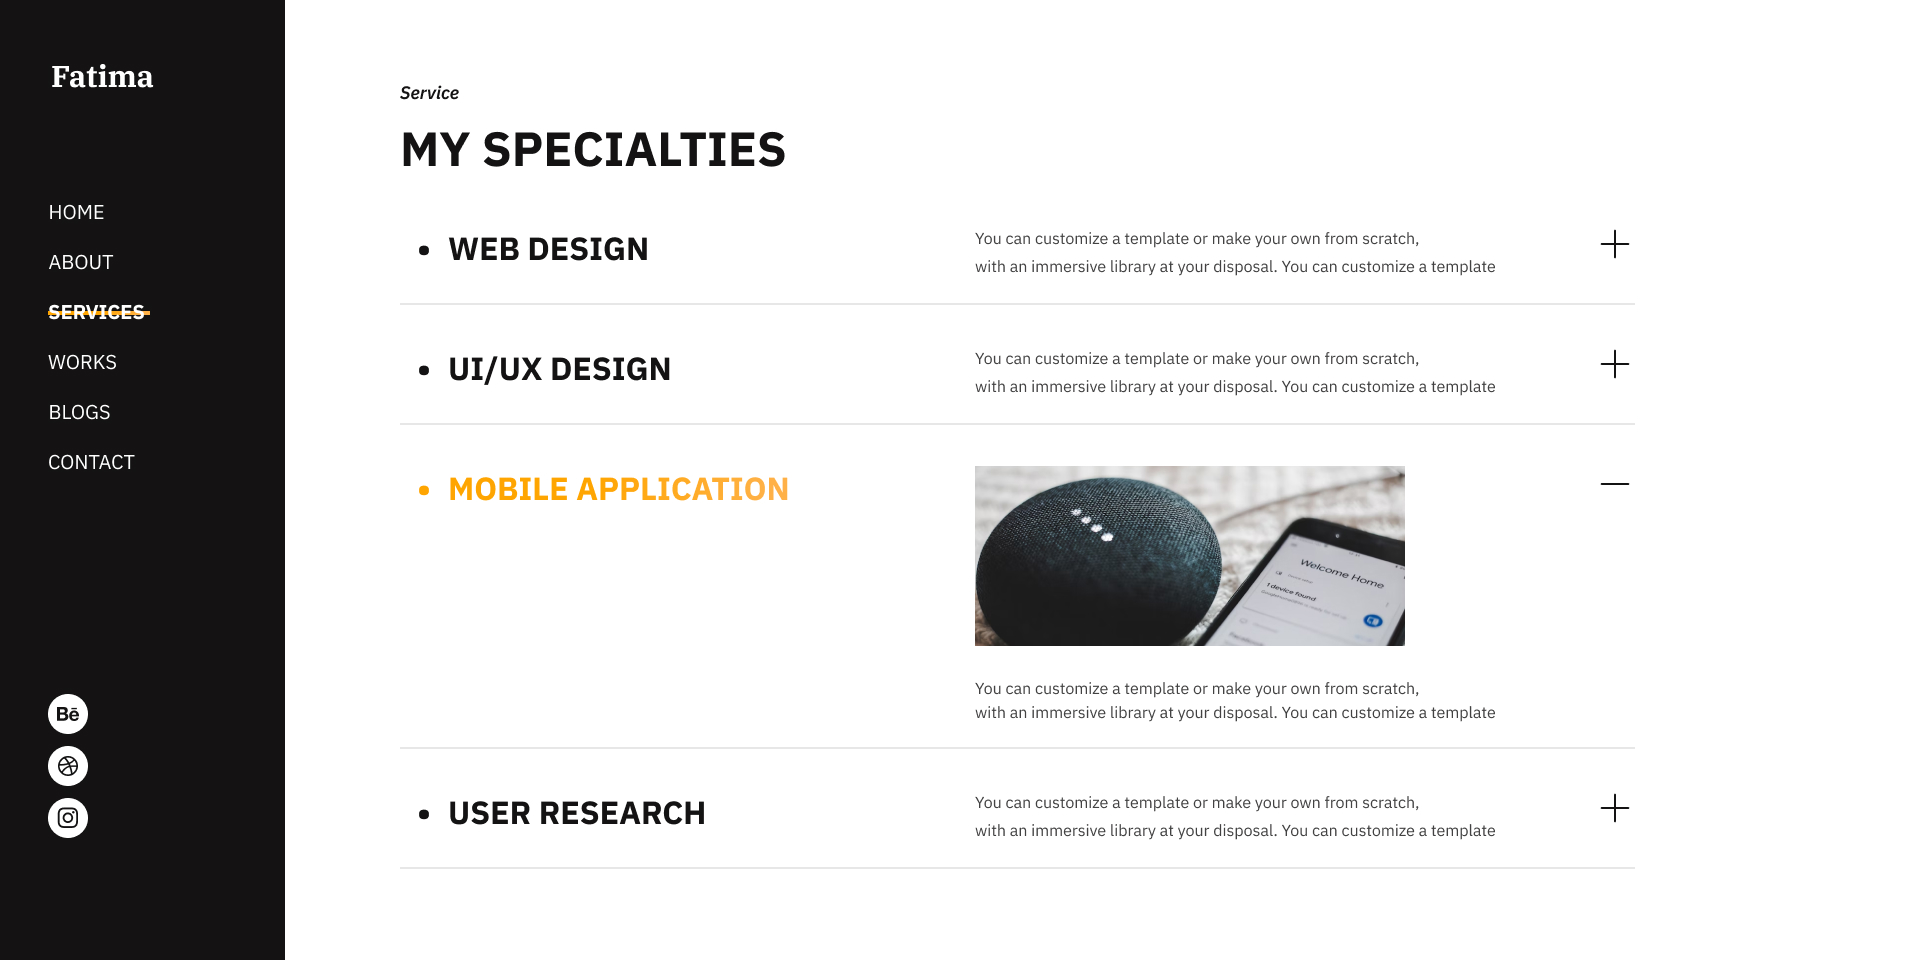 Fatima
HOME
ABOUT
SERVICES
WORKS
BLOGS
CONTACT
Bē
Service
MY SPECIALTIES
• WEB DESIGN
You can customize a template or make your own from scratch,
with an immersive library at your disposal. You can customize a template
• UI/UX DESIGN
You can customize a template or make your own from scratch,
with an immersive library at your disposal. You can customize a template
• MOBILE APPLICATION
Welcome Home
1 device found
You can customize a template or make your own from scratch,
with an immersive library at your disposal. You can customize a template
• USER RESEARCH
You can customize a template or make your own from scratch,
with an immersive library at your disposal. You can customize a template